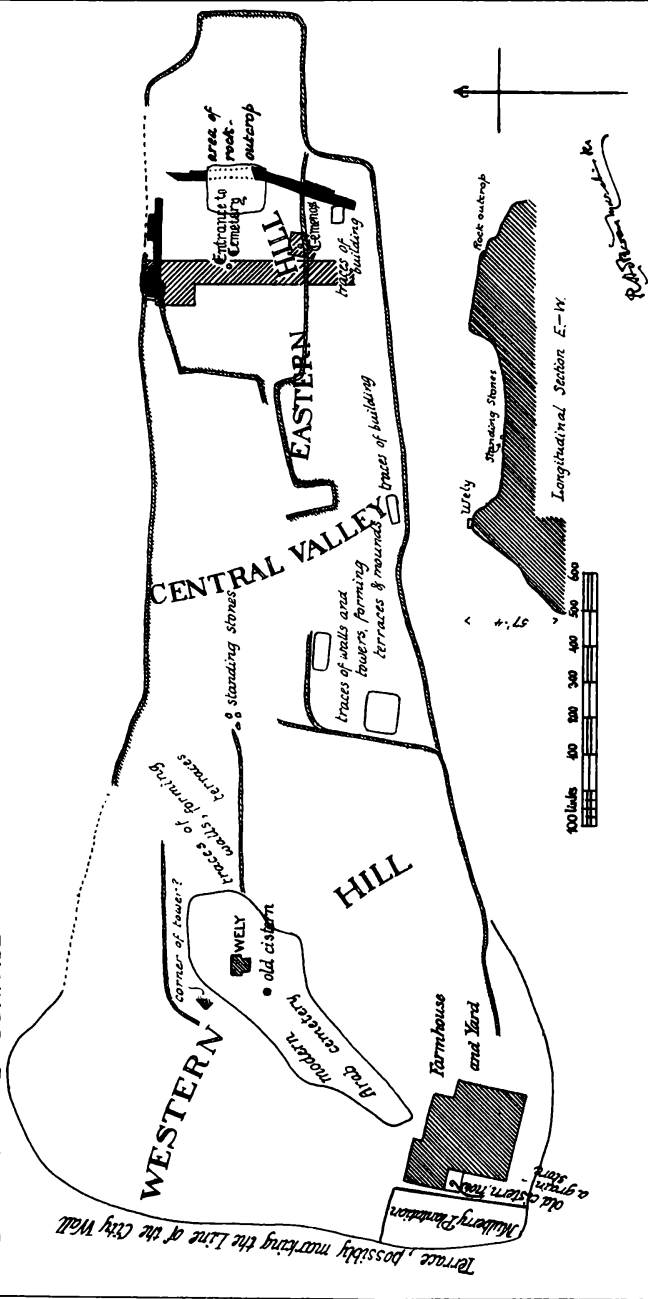 WESTERN
HILL
CENTRAL VALLEY
EASTERN
HILL
Terrace, possibly marking the Line of the City Wall
corner of tower?
WELY
old cistern
modern
Arab cemetery
traces of
walls, forming
terraces
standing stones
Farmhouse
and Yard
Mulberry Plantation
old cistern, now
a grain
store
traces of walls and
towers, forming
terraces & mounds
traces of building
Entrance to
Cemetery
area of
rock-
outcrop
Temenos
traces of
building
Wely
Standing Stones
Rock outcrop
57'·4"
Longitudinal Section E.–W.
100 links
100
200
300
400
500
600